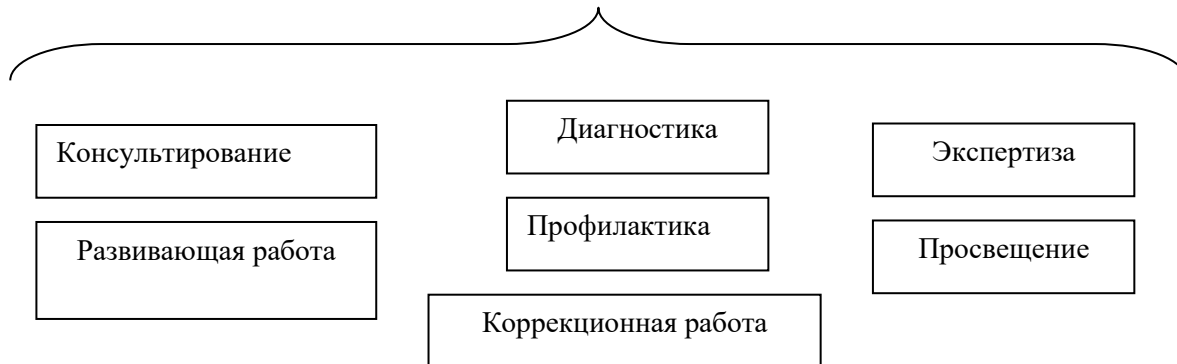 Консультирование
Диагностика
Экспертиза
Развивающая работа
Профилактика
Просвещение
Коррекционная работа